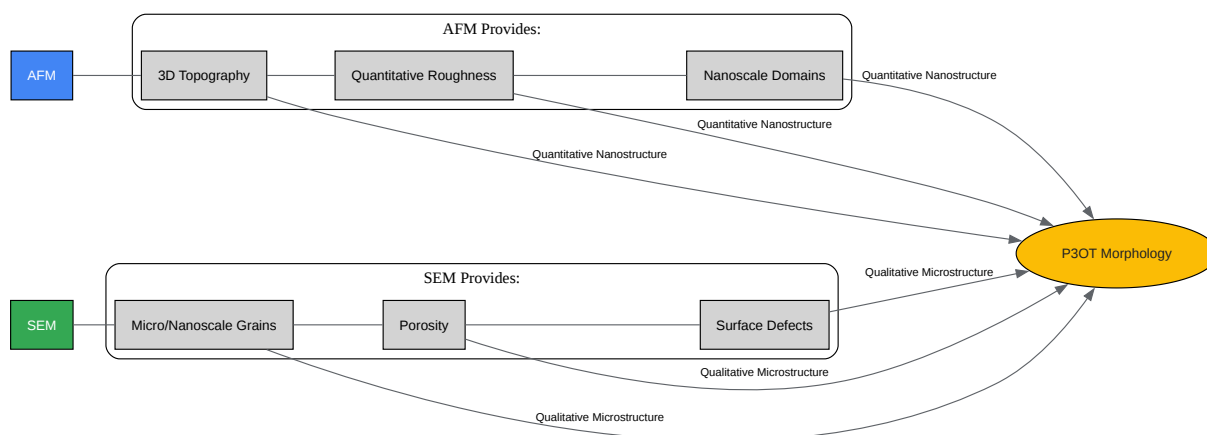 AFM Provides:
AFM
3D Topography
Quantitative Roughness
Nanoscale Domains
Quantitative Nanostructure
Quantitative Nanostructure
Quantitative Nanostructure
P3OT Morphology
SEM Provides:
SEM
Micro/Nanoscale Grains
Porosity
Surface Defects
Qualitative Microstructure
Qualitative Microstructure
Qualitative Microstructure